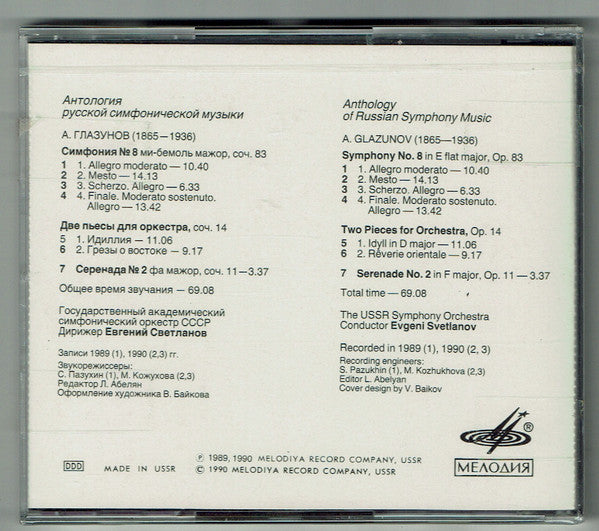 Антология
русской симфонической музыки
А. ГЛАЗУНОВ (1865—1936)
Симфония № 8 ми-бемоль мажор, соч. 83
1 1. Allegro moderato — 10.40
2 2. Mesto — 14.13
3 3. Scherzo. Allegro — 6.33
4 4. Finale. Moderato sostenuto.
Allegro — 13.42
Две пьесы для оркестра, соч. 14
5 1. Идиллия — 11.06
6 2. Грезы о востоке — 9.17
7 Серенада № 2 фа мажор, соч. 11—3.37
Общее время звучания — 69.08
Государственный академический
симфонический оркестр СССР
Дирижер Евгений Светланов
Записи 1989 (1), 1990 (2,3) гг.
Звукорежиссеры:
С. Пазухин (1), М. Кожухова (2,3)
Редактор Л. Абелян
Оформление художника В. Байкова
Anthology
of Russian Symphony Music
A. GLAZUNOV (1865—1936)
Symphony No. 8 in E flat major, Op. 83
1 1. Allegro moderato — 10.40
2 2. Mesto — 14.13
3 3. Scherzo. Allegro — 6.33
4 4. Finale. Moderato sostenuto.
Allegro — 13.42
Two Pieces for Orchestra, Op. 14
5 1. Idyll in D major — 11.06
6 2. Rêverie orientale — 9.17
7 Serenade No. 2 in F major, Op. 11 — 3.37
Total time — 69.08
The USSR Symphony Orchestra
Conductor Evgeni Svetlanov
Recorded in 1989 (1), 1990 (2, 3)
Recording engineers:
S. Pazukhin (1), M. Kozhukhova (2,3)
Editor L. Abelyan
Cover design by V. Baikov
DDD
MADE IN USSR
℗ 1989, 1990 MELODIYA RECORD COMPANY, USSR
© 1990 MELODIYA RECORD COMPANY, USSR
®
МЕЛОДИЯ